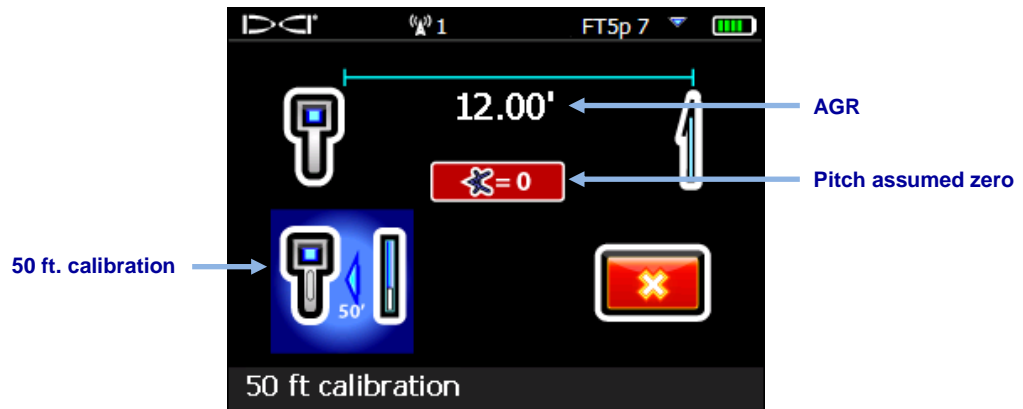 DCI 1 FT5p 7
12.00' AGR
= 0 Pitch assumed zero
50 ft. calibration
50'
50 ft calibration